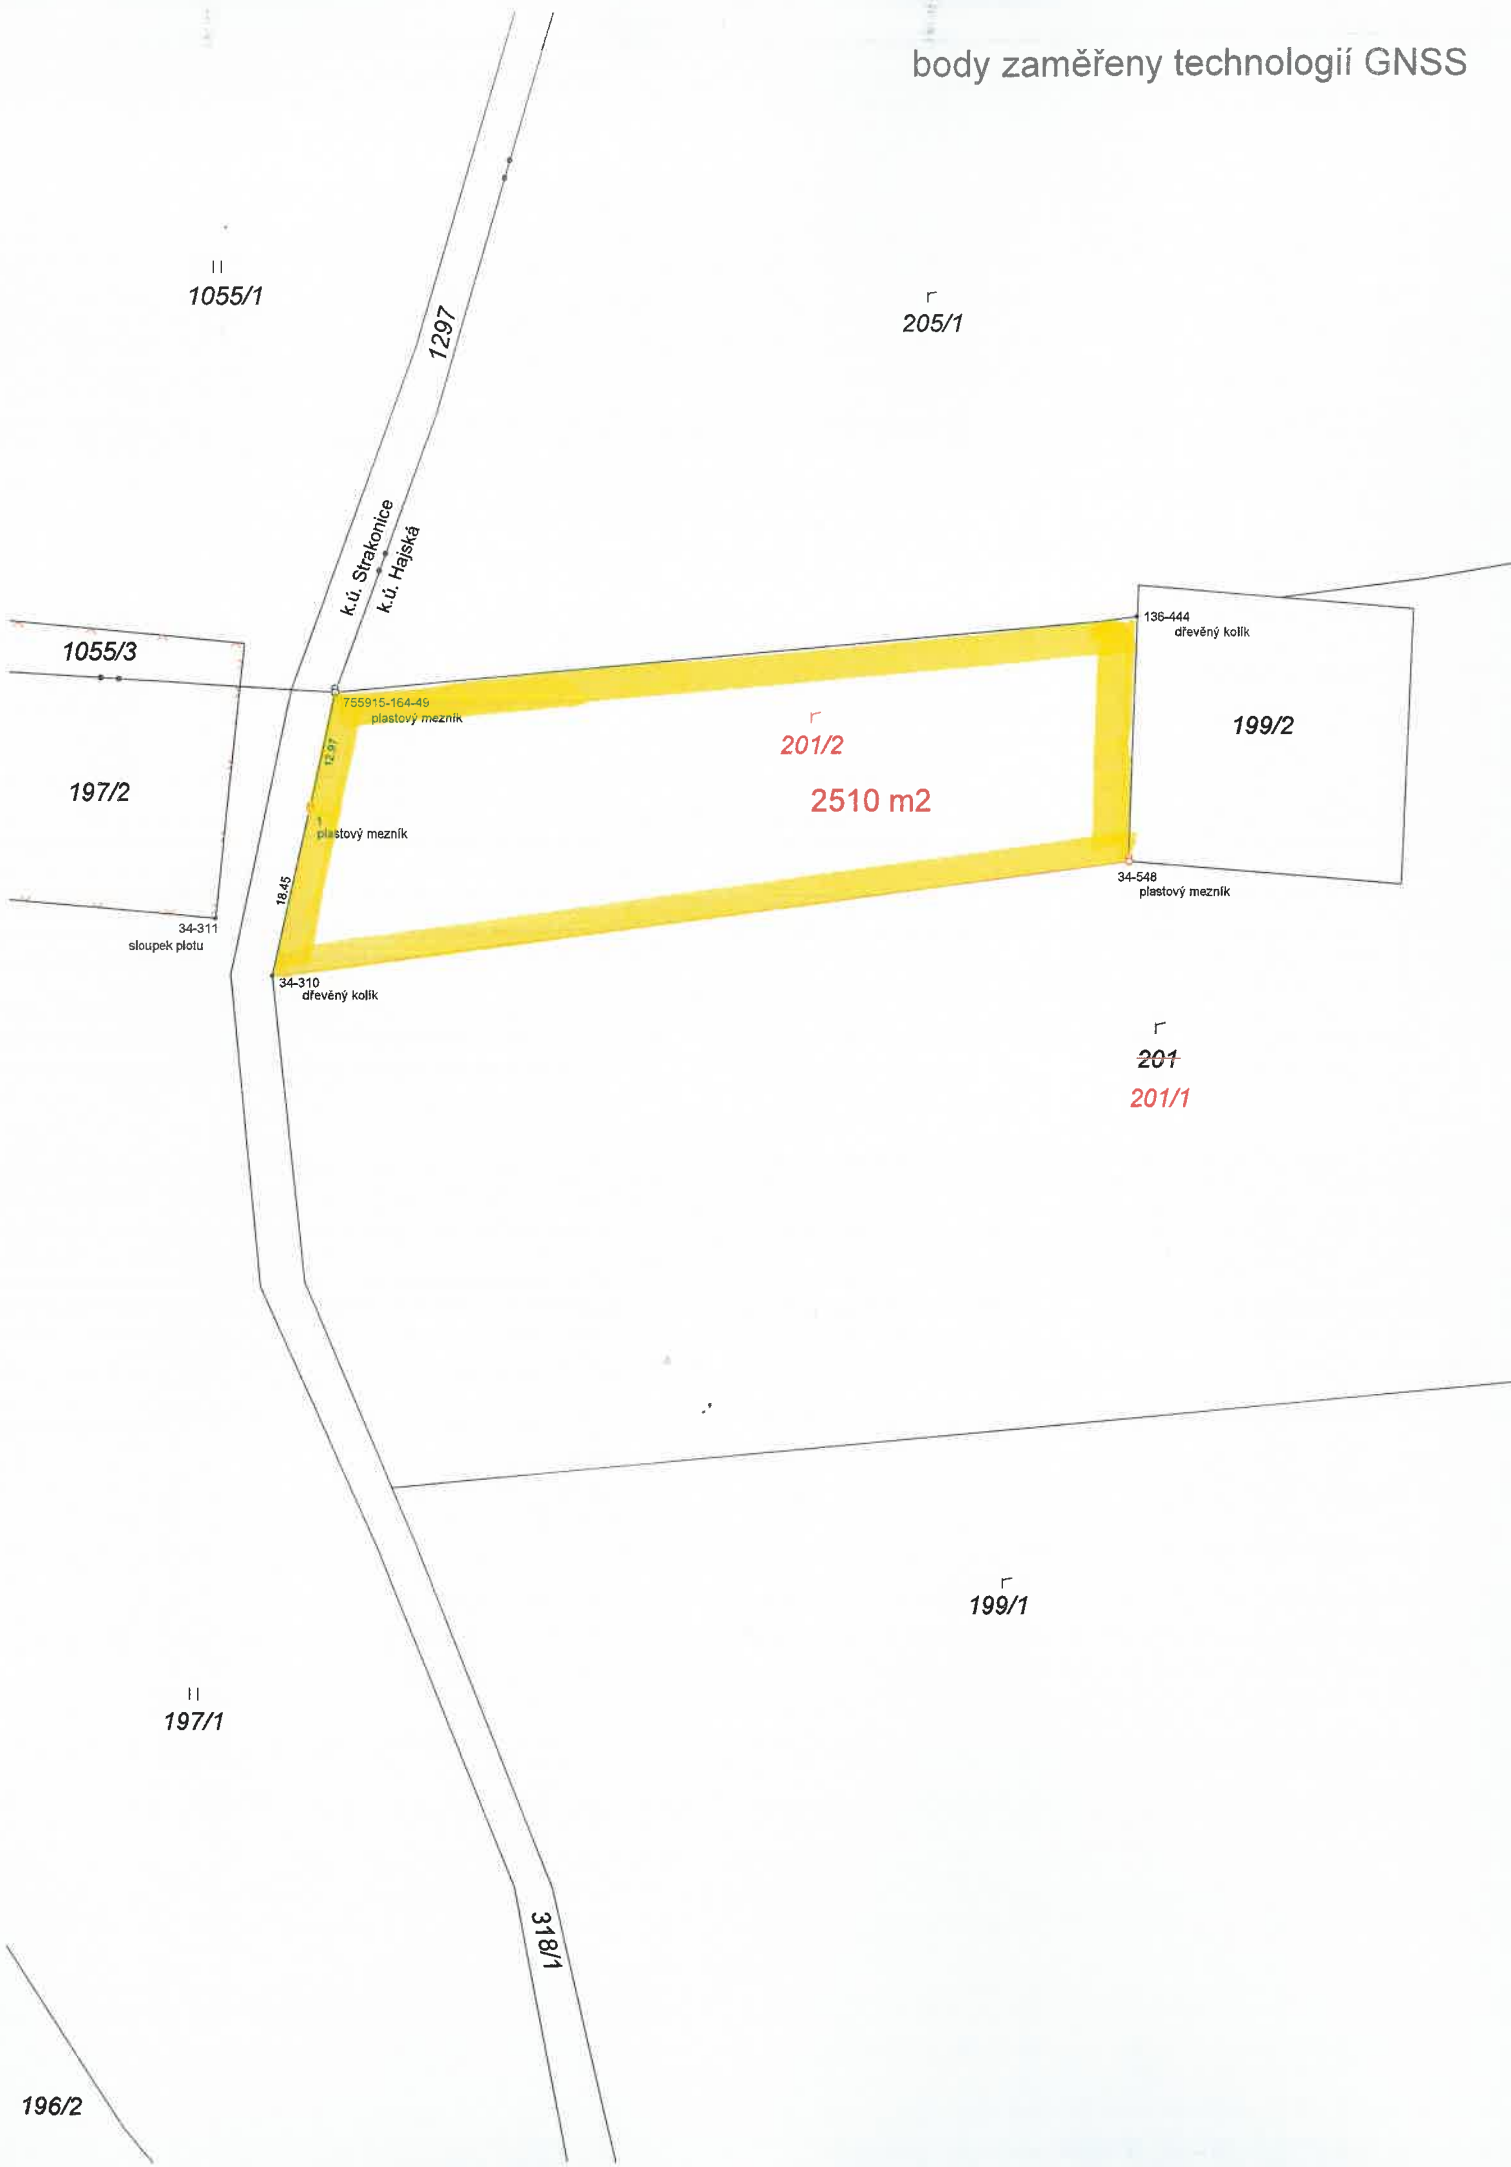 body zaměřeny technologií GNSS
1055/1
205/1
1297
k.ú. Strakonice
k.ú. Hajská
136-444
dřevěný kolík
1055/3
755915-164-49
plastový mezník
201/2
199/2
12.97
2510 m2
197/2
1
plastový mezník
34-548
plastový mezník
18.45
34-311
sloupek plotu
34-310
dřevěný kolík
201
201/1
199/1
197/1
318/1
196/2